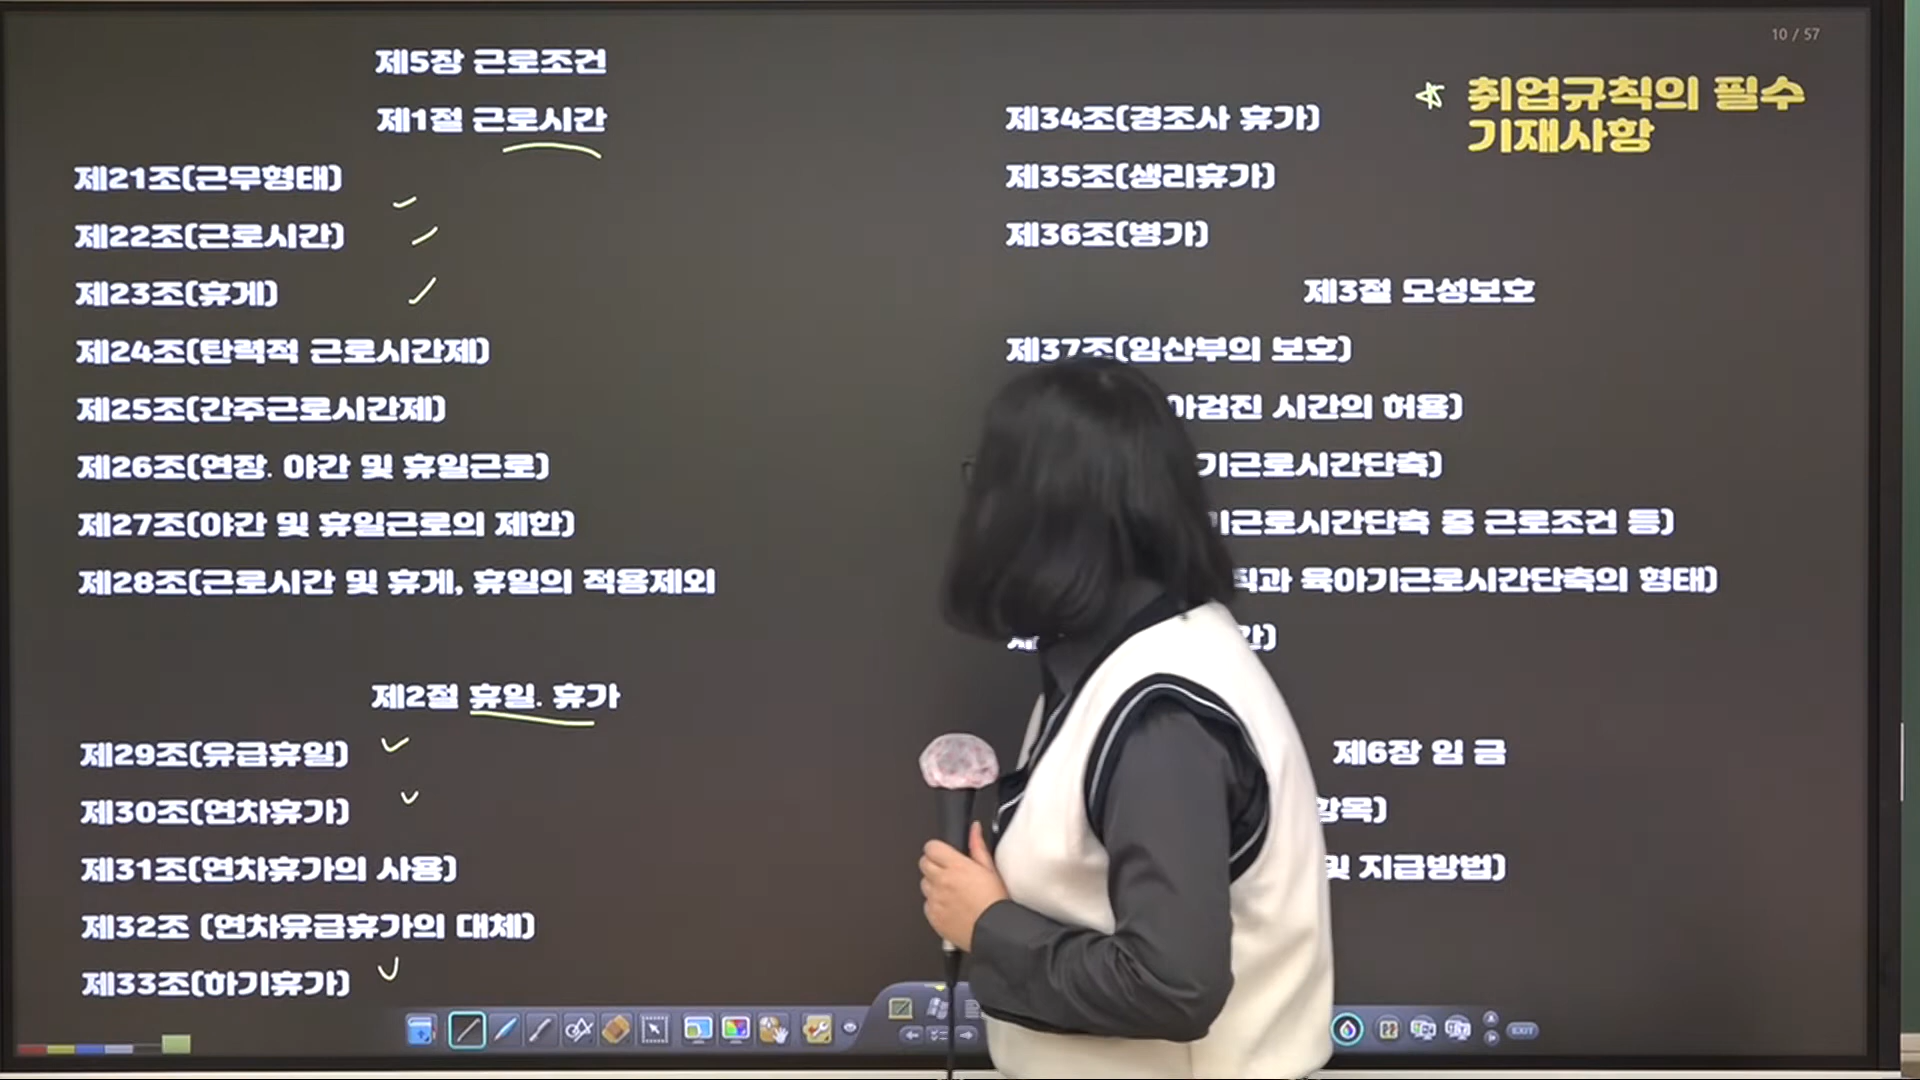 10 / 57
취업규칙의 필수
기재사항
제5장 근로조건
제1절 근로시간
제21조(근무형태)
제22조(근로시간)
제23조(휴게)
제24조(탄력적 근로시간제)
제25조(간주근로시간제)
제26조(연장. 야간 및 휴일근로)
제27조(야간 및 휴일근로의 제한)
제28조(근로시간 및 휴게, 휴일의 적용제외
제2절 휴일. 휴가
제29조(유급휴일)
제30조(연차휴가)
제31조(연차휴가의 사용)
제32조 (연차유급휴가의 대체)
제33조(하기휴가)
제34조(경조사 휴가)
제35조(생리휴가)
제36조(병가)
제3절 모성보호
제37조(임산부의 보호)
시간의 허용)
기근로시간단축)
중 근로조건 등)
육아기근로시간단축의 형태)
제6장 임 금
항목)
및 지급방법)
EXIT